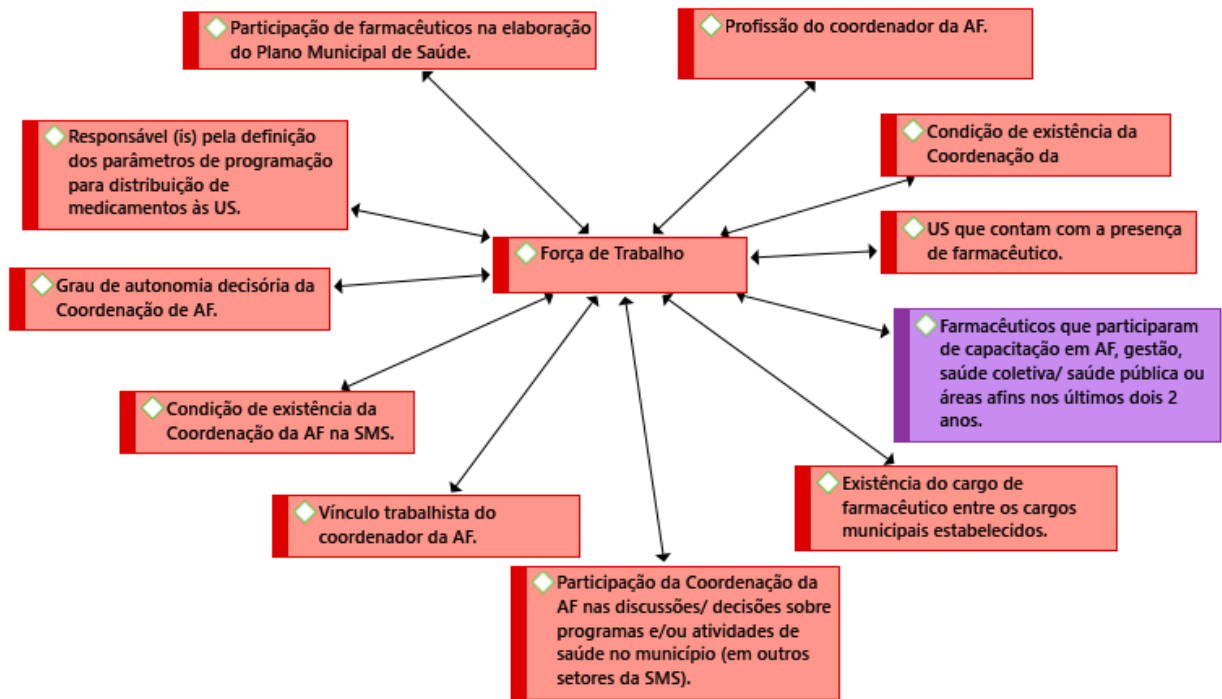 Participação de farmacêuticos na elaboração
do Plano Municipal de Saúde.
Profissão do coordenador da AF.
Responsável (is) pela definição
dos parâmetros de programação
para distribuição de
medicamentos às US.
Condição de existência da
Coordenação da
US que contam com a presença
de farmacêutico.
Força de Trabalho
Grau de autonomia decisória da
Coordenação de AF.
Farmacêuticos que participaram
de capacitação em AF, gestão,
saúde coletiva/ saúde pública ou
áreas afins nos últimos dois 2
anos.
Condição de existência da
Coordenação da AF na SMS.
Existência do cargo de
farmacêutico entre os cargos
municipais estabelecidos.
Vínculo trabalhista do
coordenador da AF.
Participação da Coordenação da
AF nas discussões/ decisões sobre
programas e/ou atividades de
saúde no município (em outros
setores da SMS).